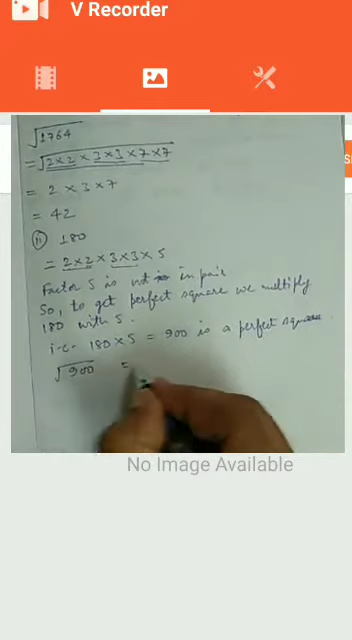 V Recorder
√1764
= √2×2×3×3×7×7
= 2 × 3 × 7
= 42
(ii) 180
= 2×2×3×3×5
Factor 5 is not in pair
So, to get perfect square we multiply
180 with 5.
i.e. 180 × 5 = 900 is a perfect square.
√900 =
No Image Available